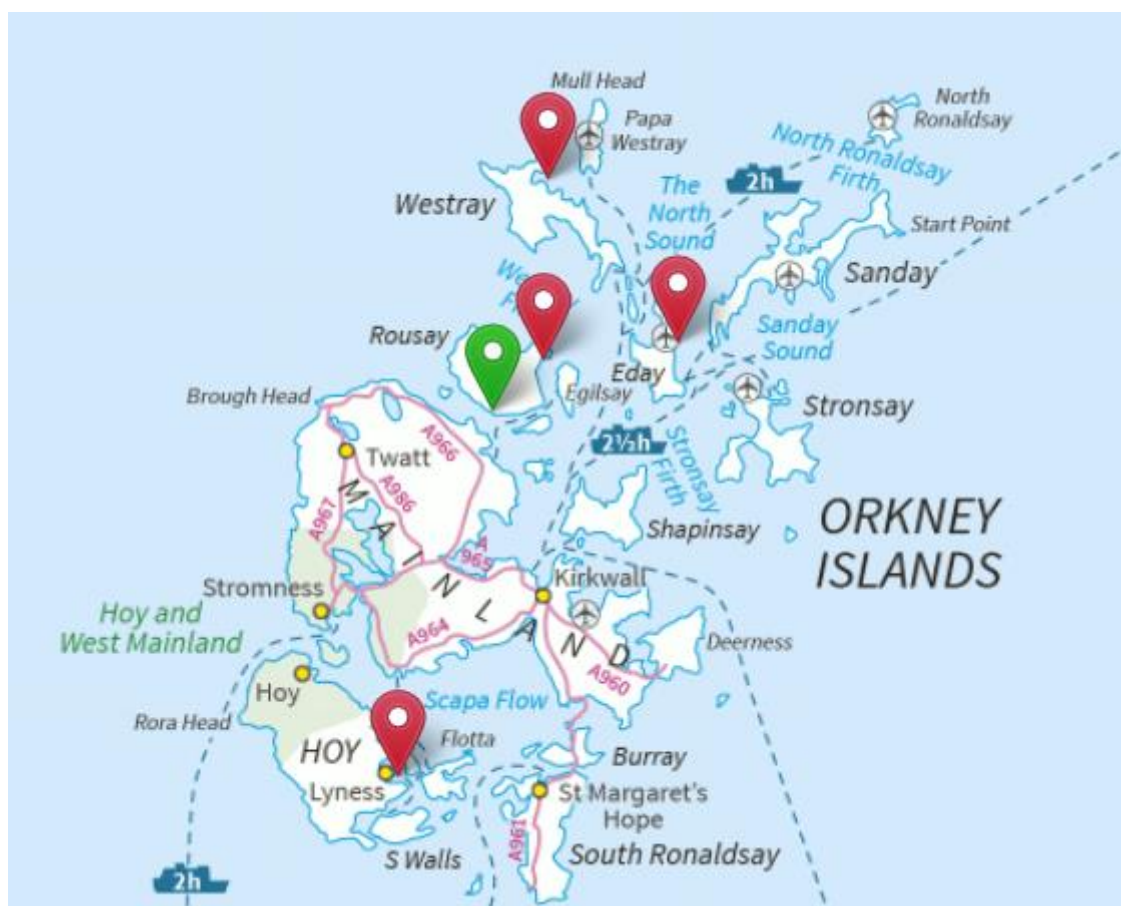 Mull Head
Papa
Westray
North
Ronaldsay
North Ronaldsay
Firth
2h
The
North
Sound
Westray
Start Point
Sanday
Rousay
Sanday
Sound
Eday
Egilsay
Stronsay
Brough Head
2½h
Stronsay
Firth
Twatt
A966
A986
A967
MAINLAND
Shapinsay
ORKNEY
ISLANDS
A
965
Kirkwall
Stromness
Hoy and
West Mainland
A964
Deerness
A960
Hoy
Scapa Flow
Rora Head
Flotta
HOY
Burray
Lyness
St Margaret's
Hope
A961
S Walls
South Ronaldsay
2h